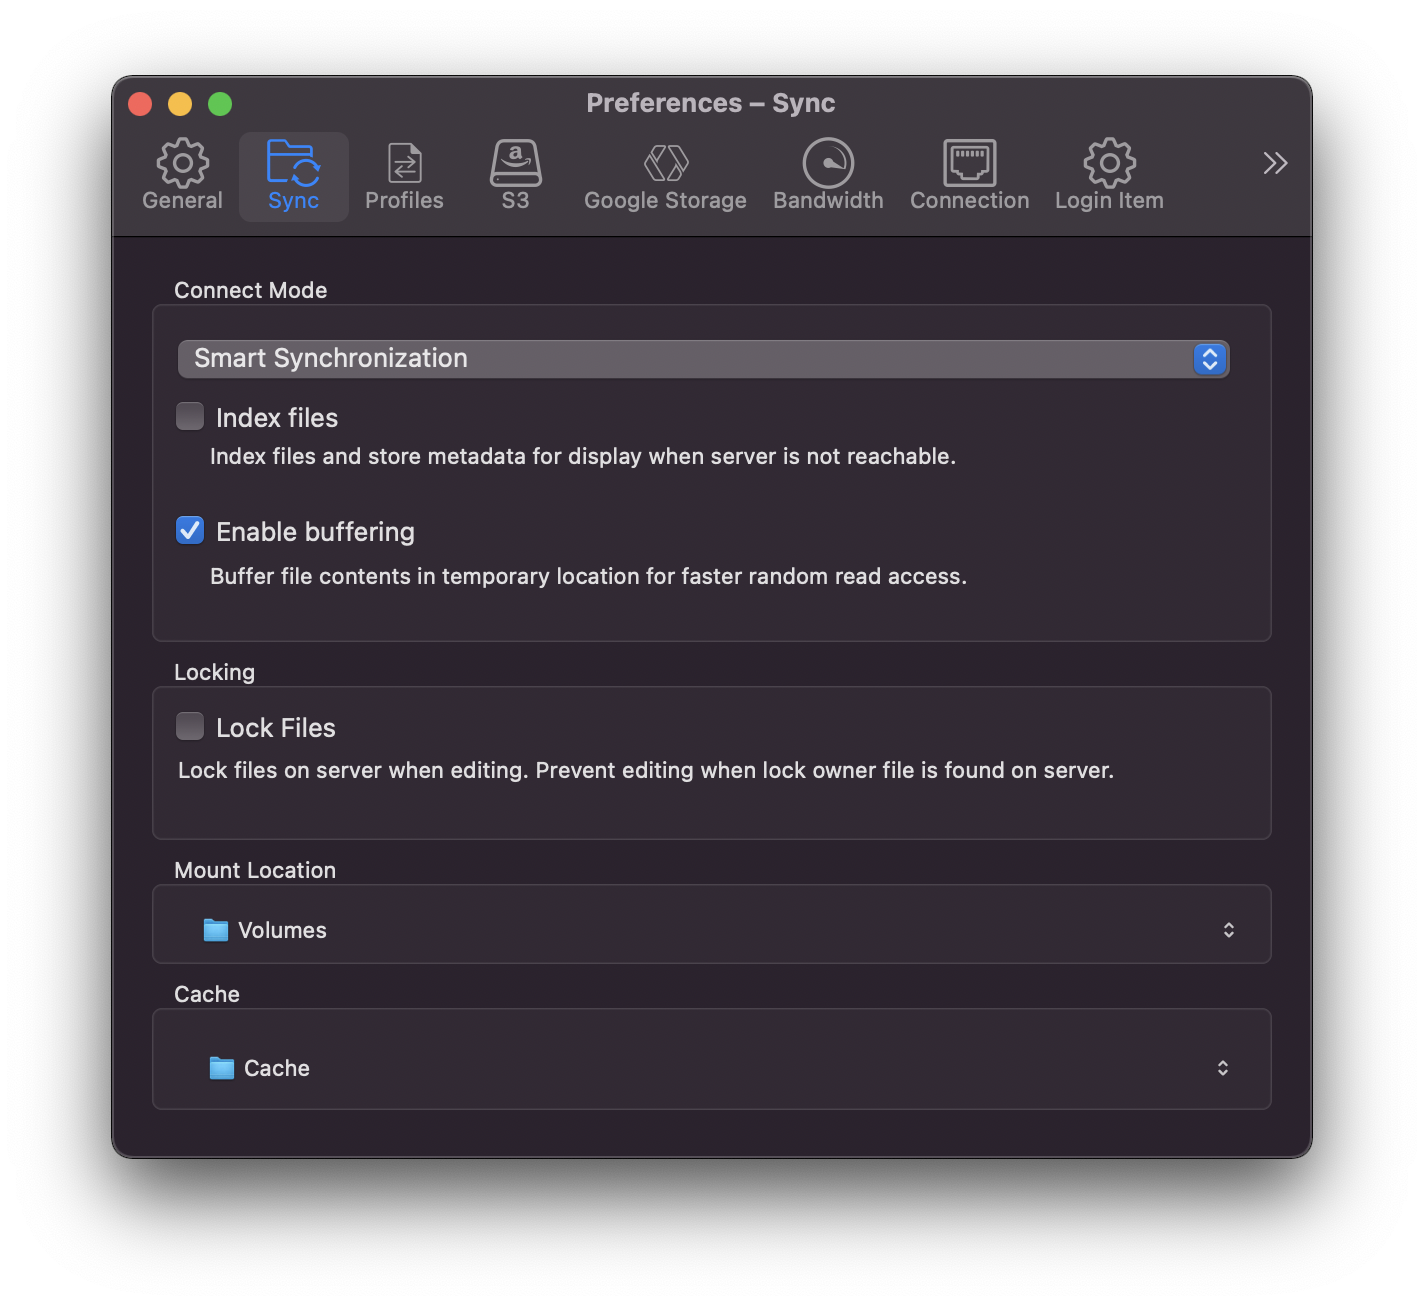 Preferences – Sync
General
Sync
Profiles
S3
Google Storage
Bandwidth
Connection
Login Item
Connect Mode
Smart Synchronization
Index files
Index files and store metadata for display when server is not reachable.
Enable buffering
Buffer file contents in temporary location for faster random read access.
Locking
Lock Files
Lock files on server when editing. Prevent editing when lock owner file is found on server.
Mount Location
Volumes
Cache
Cache